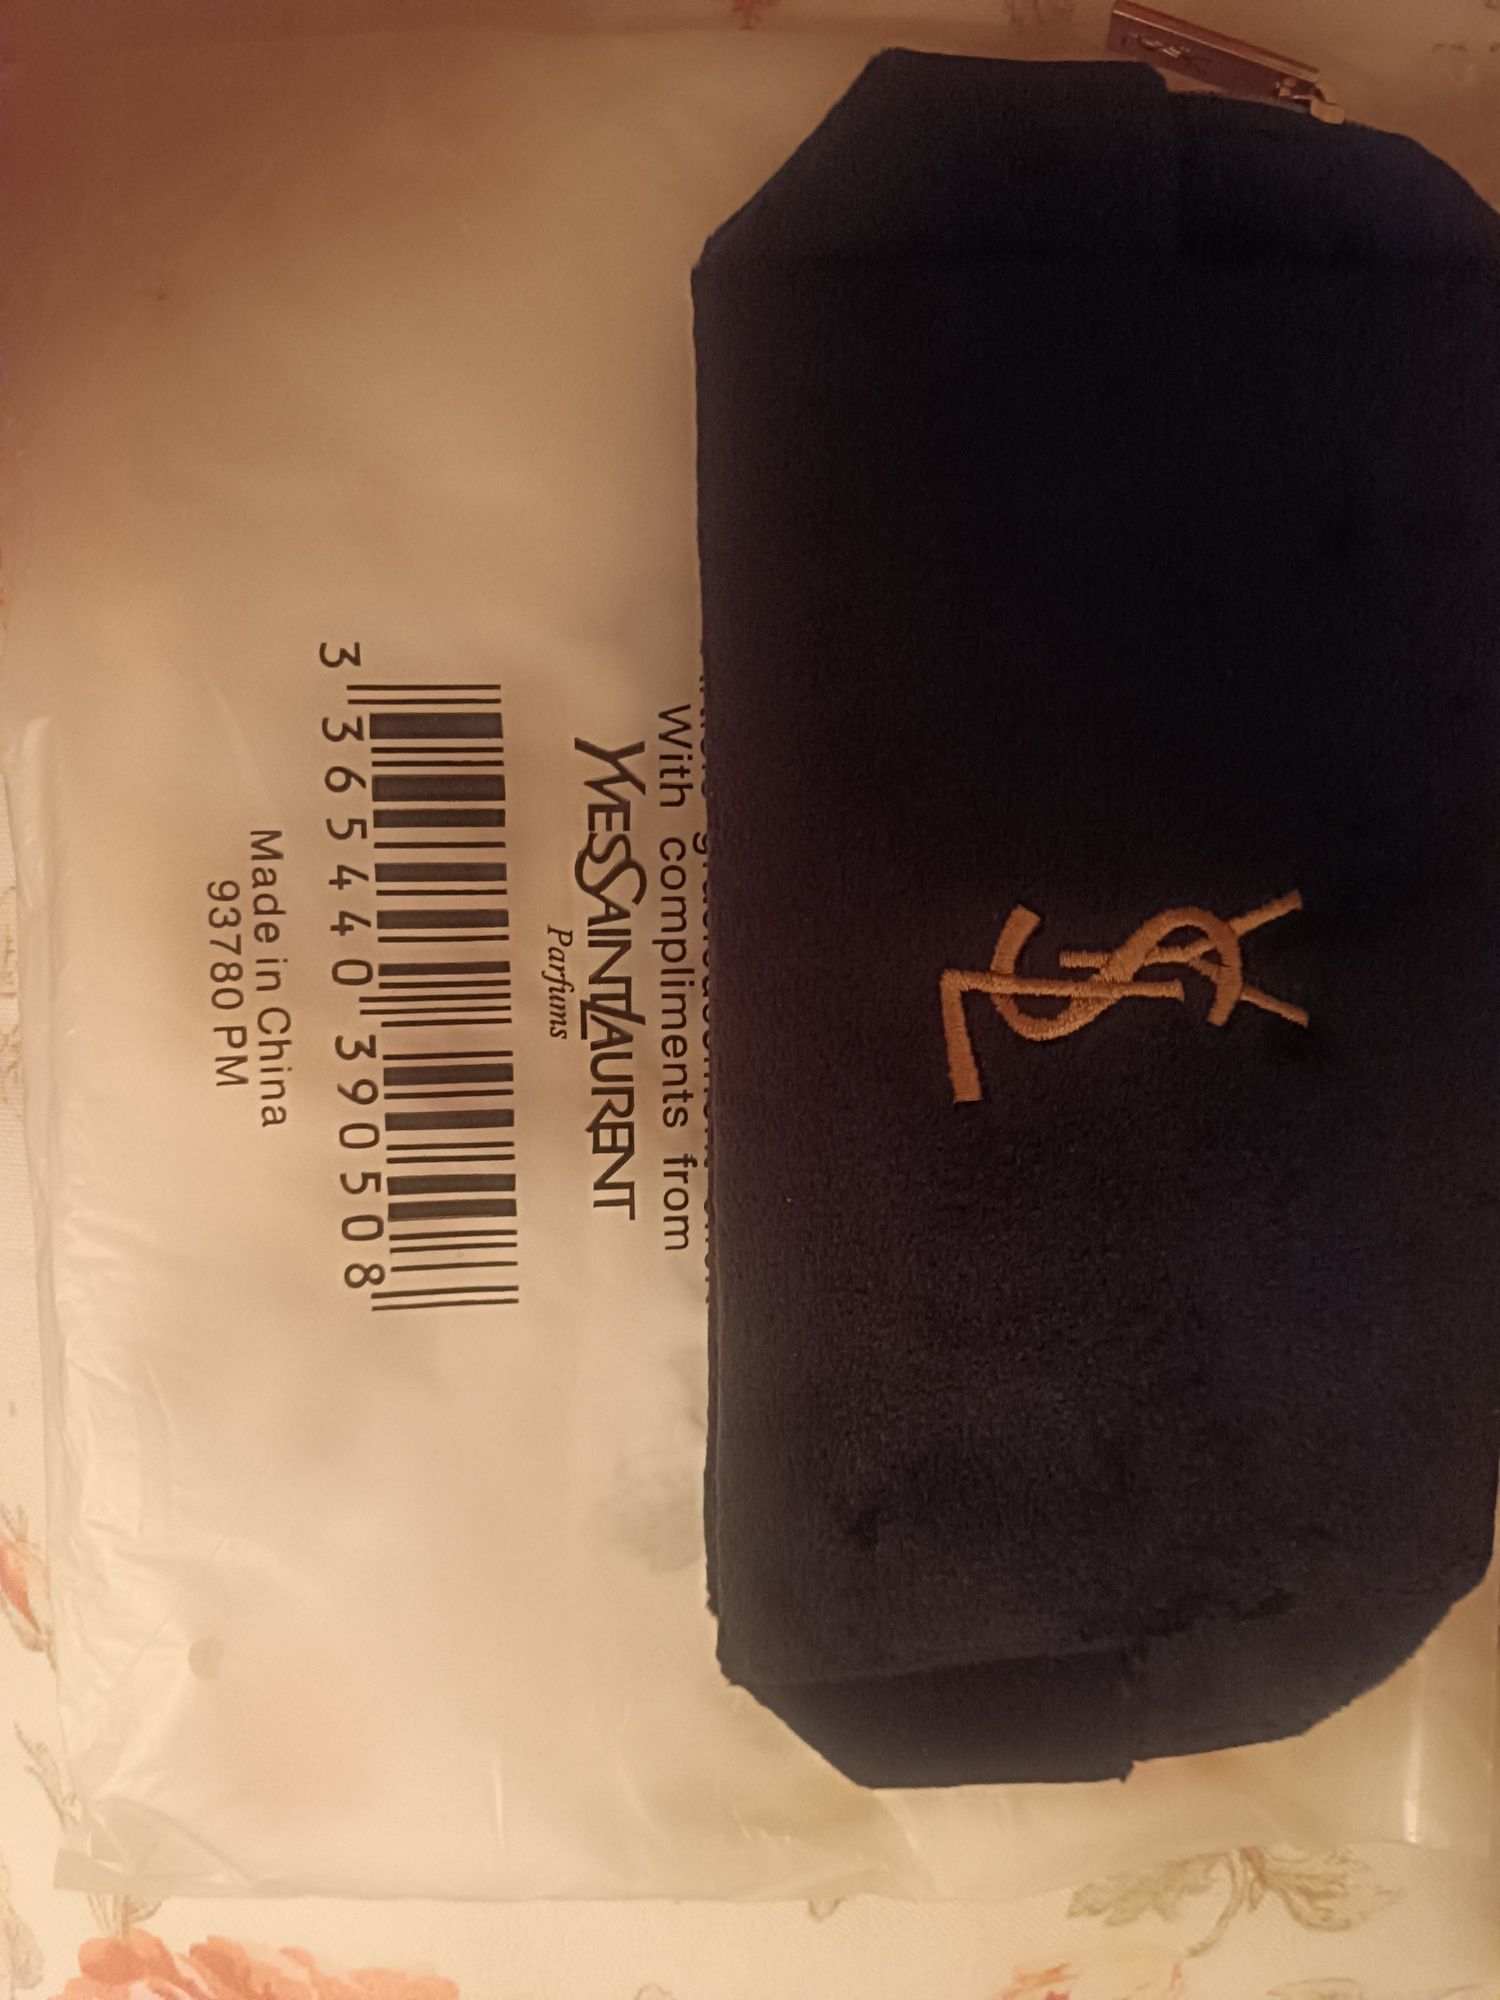 YSL
With compliments from
YVESSAINTLAURENT
Parfums
3 365440 390508
Made in China
93780 PM